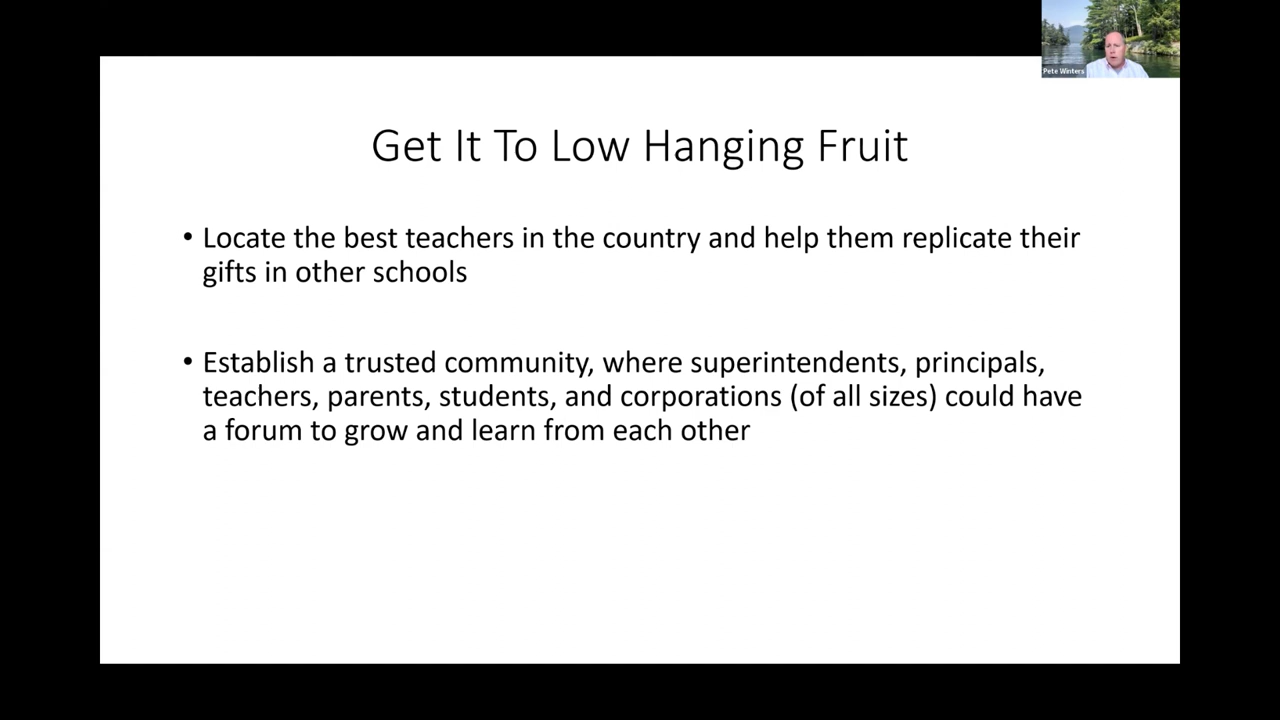 Pete Winters
Get It To Low Hanging Fruit
• Locate the best teachers in the country and help them replicate their
gifts in other schools
• Establish a trusted community, where superintendents, principals,
teachers, parents, students, and corporations (of all sizes) could have
a forum to grow and learn from each other